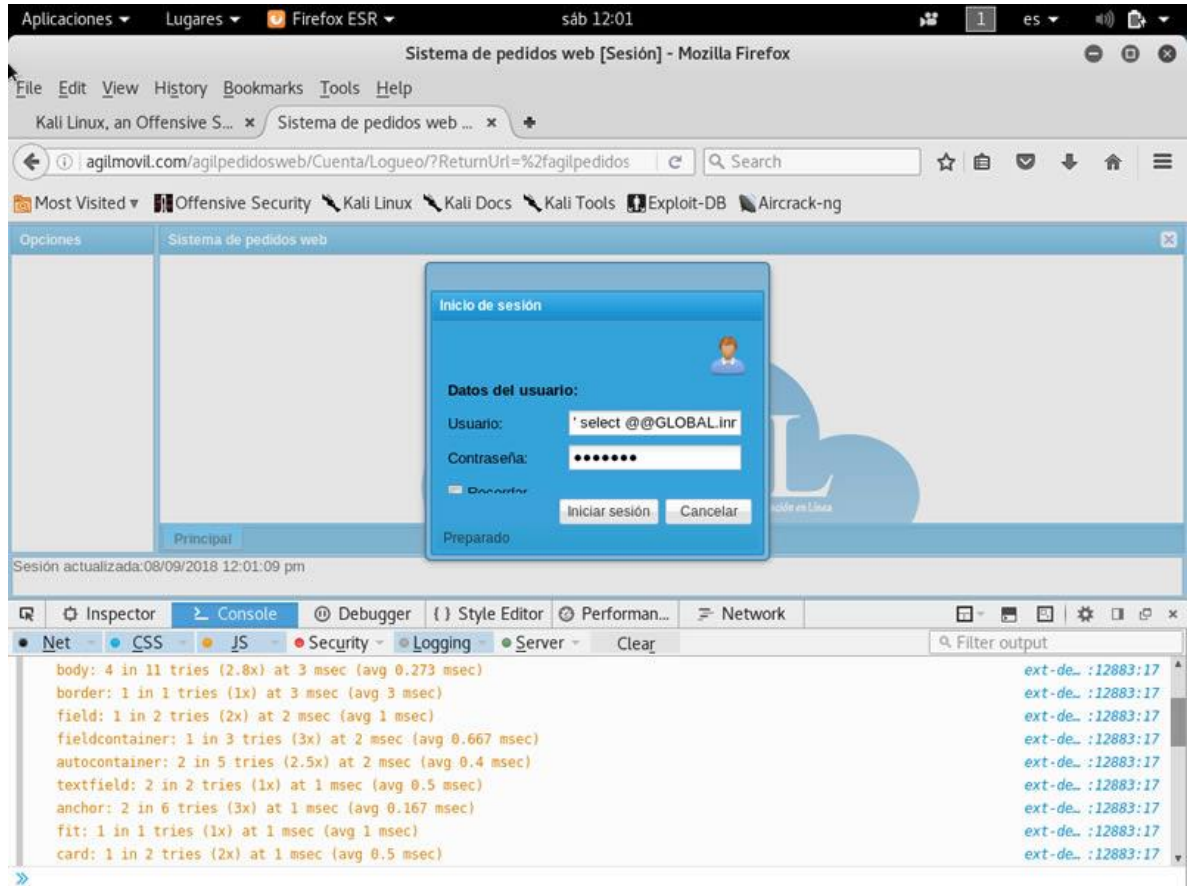 Aplicaciones Lugares Firefox ESR sáb 12:01 1 es
Sistema de pedidos web [Sesión] - Mozilla Firefox
File Edit View History Bookmarks Tools Help
Kali Linux, an Offensive S... Sistema de pedidos web ...
agilmovil.com/agilpedidosweb/Cuenta/Logueo/?ReturnUrl=%2fagilpedidos Search
Most Visited Offensive Security Kali Linux Kali Docs Kali Tools Exploit-DB Aircrack-ng
Opciones Sistema de pedidos web
Inicio de sesión
Datos del usuario:
Usuario: ' select @@GLOBAL.inr
Contraseña: •••••••
Recordar
Iniciar sesión Cancelar
Preparado
Principal
Sesión actualizada:08/09/2018 12:01:09 pm
Inspector Console Debugger { } Style Editor Performan... Network
Net CSS JS Security Logging Server Clear Filter output
body: 4 in 11 tries (2.8x) at 3 msec (avg 0.273 msec) ext-de… :12883:17
border: 1 in 1 tries (1x) at 3 msec (avg 3 msec) ext-de… :12883:17
field: 1 in 2 tries (2x) at 2 msec (avg 1 msec) ext-de… :12883:17
fieldcontainer: 1 in 3 tries (3x) at 2 msec (avg 0.667 msec) ext-de… :12883:17
autocontainer: 2 in 5 tries (2.5x) at 2 msec (avg 0.4 msec) ext-de… :12883:17
textfield: 2 in 2 tries (1x) at 1 msec (avg 0.5 msec) ext-de… :12883:17
anchor: 2 in 6 tries (3x) at 1 msec (avg 0.167 msec) ext-de… :12883:17
fit: 1 in 1 tries (1x) at 1 msec (avg 1 msec) ext-de… :12883:17
card: 1 in 2 tries (2x) at 1 msec (avg 0.5 msec) ext-de… :12883:17